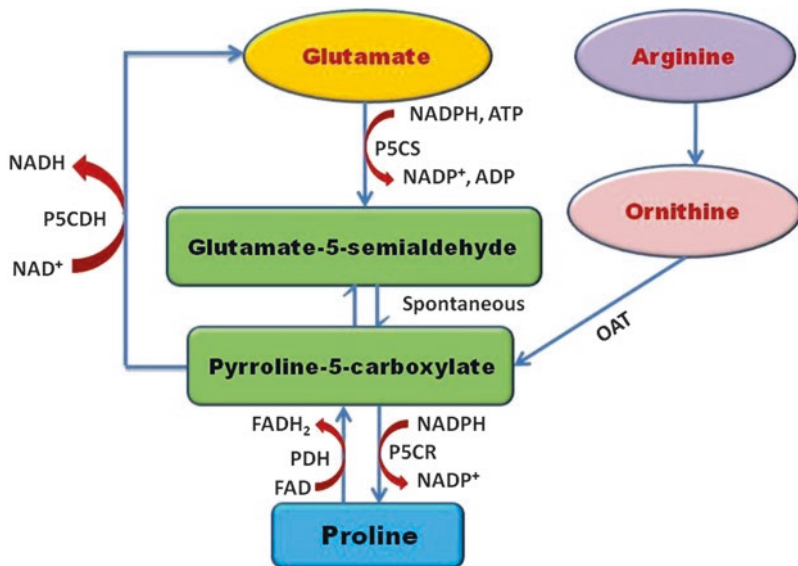 Glutamate
Arginine
NADPH, ATP
P5CS
NADP⁺, ADP
NADH
P5CDH
NAD⁺
Ornithine
Glutamate-5-semialdehyde
Spontaneous
OAT
Pyrroline-5-carboxylate
FADH₂
PDH
FAD
NADPH
P5CR
NADP⁺
Proline